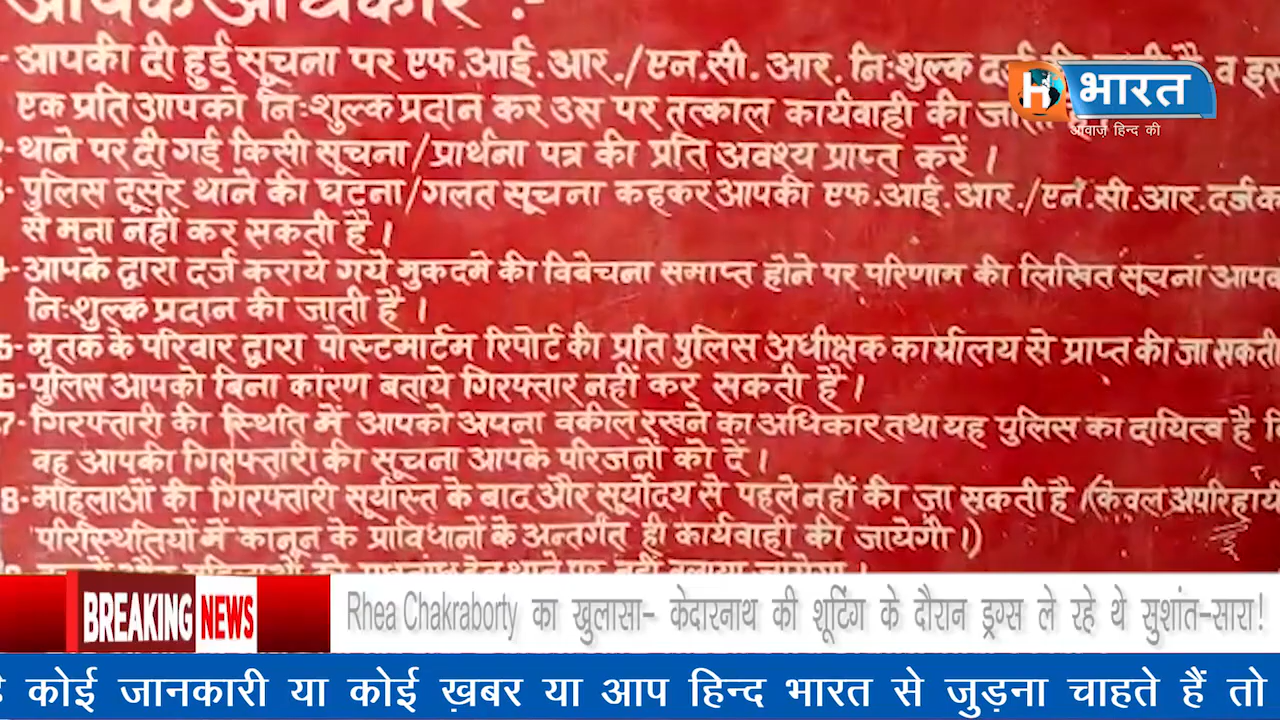 आपके अधिकार :-
- आपकी दी हुई सूचना पर एफ.आई.आर./एन.सी. आर. निःशुल्क व इस
एक प्रति आपको निःशुल्क प्रदान कर उस पर तत्काल कार्यवाही की जाती है।
थाने पर दी गई किसी सूचना/प्रार्थना पत्र की प्रति अवश्य प्राप्त करें ।
पुलिस दूसरे थाने की घटना/गलत सूचना कहकर आपकी एफ.आई.आर./एन.सी.आर.दर्ज
से मना नहीं कर सकती है ।
आपके द्वारा दर्ज कराये गये मुकदमे की विवेचना समाप्त होने पर परिणाम की लिखित सूचना
निःशुल्क प्रदान की जाती है ।
5- मृतक के परिवार द्वारा पोस्टमार्टम रिपोर्ट की प्रति पुलिस अधीक्षक कार्यालय से प्राप्त की जा सकती
6- पुलिस आपको बिना कारण बताये गिरफ्तार नहीं कर सकती है ।
7- गिरफ्तारी की स्थिति में आपको अपना वकील रखने का अधिकार तथा यह पुलिस का दायित्व है
वह आपकी गिरफ्तारी की सूचना आपके परिजनों को दें ।
8- महिलाओं की गिरफ्तारी सूर्यास्त के बाद और सूर्योदय से पहले नहीं की जा सकती है (केवल अपरिहार्य
परिस्थितियों में कानून के प्राविधानों के अन्तर्गत ही कार्यवाही की जायेगी ।)
H भारत
आवाज़ हिन्द की
BREAKING NEWS
Rhea Chakraborty का खुलासा- केदारनाथ की शूटिंग के दौरान ड्रग्स ले रहे थे सुशांत-सारा!
है कोई जानकारी या कोई ख़बर या आप हिन्द भारत से जुड़ना चाहते हैं तो